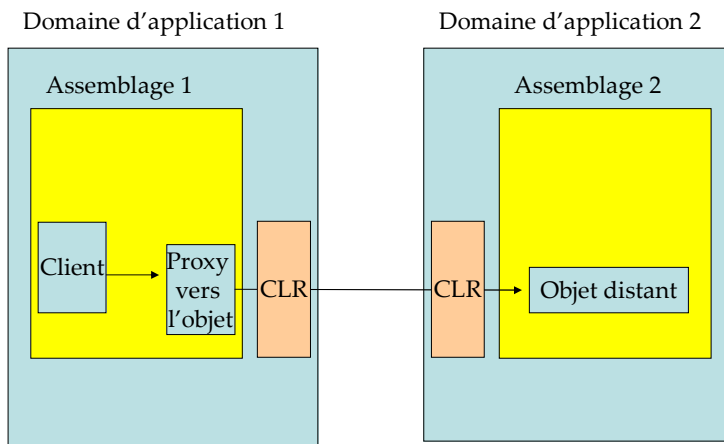 Domaine d’application 1
Domaine d’application 2
Assemblage 1
Assemblage 2
Client
Proxy
vers
l’objet
CLR
CLR
Objet distant